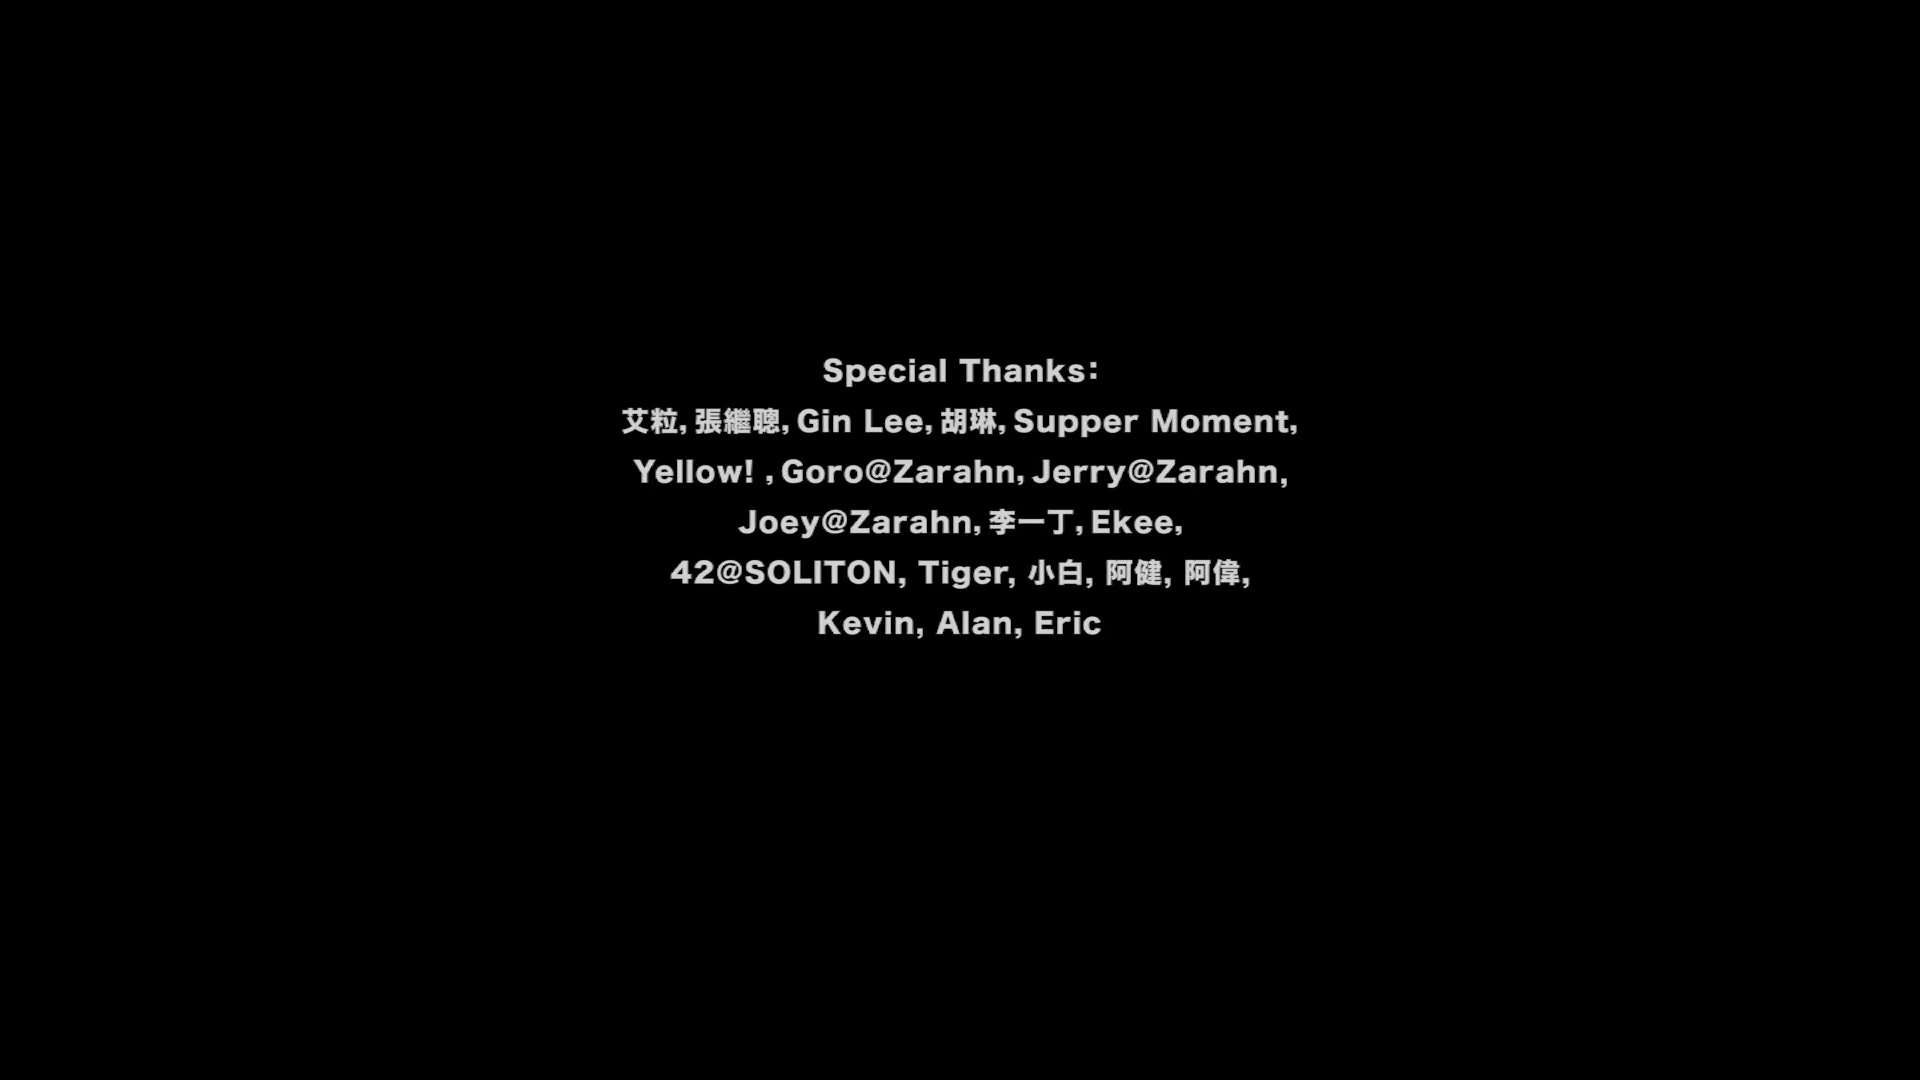 Special Thanks:
艾粒, 張繼聰, Gin Lee, 胡琳, Supper Moment,
Yellow! , Goro@Zarahn, Jerry@Zarahn,
Joey@Zarahn, 李一丁, Ekee,
42@SOLITON, Tiger, 小白, 阿健, 阿偉,
Kevin, Alan, Eric